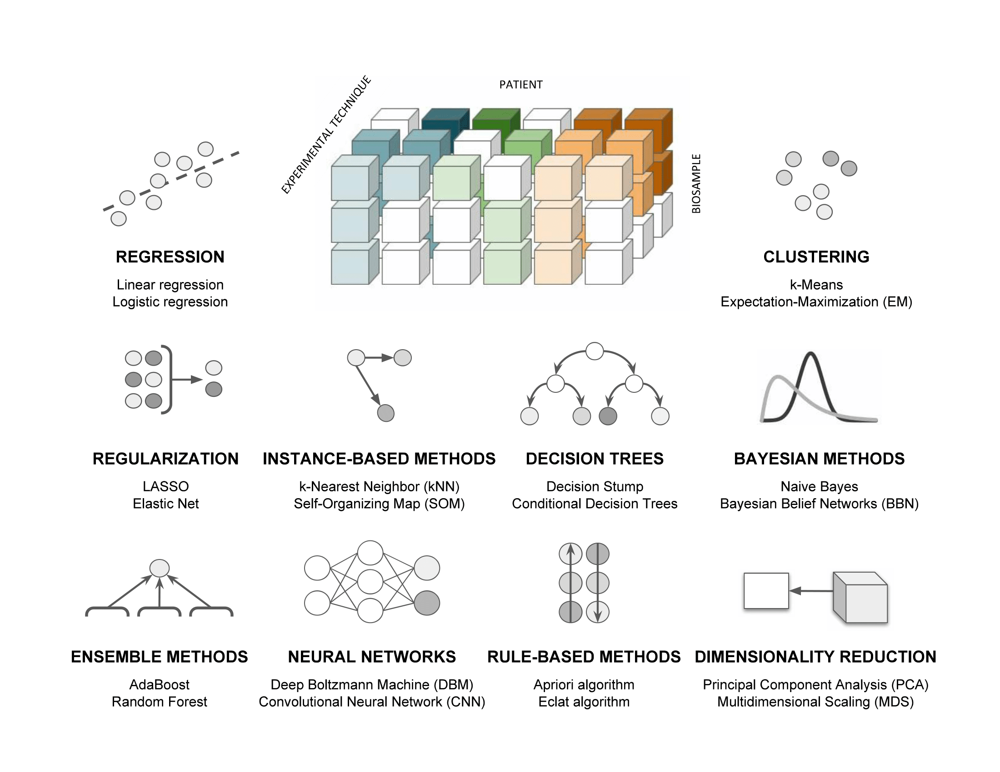 EXPERIMENTAL TECHNIQUE
PATIENT
BIOSAMPLE
REGRESSION
Linear regression
Logistic regression
CLUSTERING
k-Means
Expectation-Maximization (EM)
REGULARIZATION
LASSO
Elastic Net
INSTANCE-BASED METHODS
k-Nearest Neighbor (kNN)
Self-Organizing Map (SOM)
DECISION TREES
Decision Stump
Conditional Decision Trees
BAYESIAN METHODS
Naive Bayes
Bayesian Belief Networks (BBN)
ENSEMBLE METHODS
AdaBoost
Random Forest
NEURAL NETWORKS
Deep Boltzmann Machine (DBM)
Convolutional Neural Network (CNN)
RULE-BASED METHODS
Apriori algorithm
Eclat algorithm
DIMENSIONALITY REDUCTION
Principal Component Analysis (PCA)
Multidimensional Scaling (MDS)